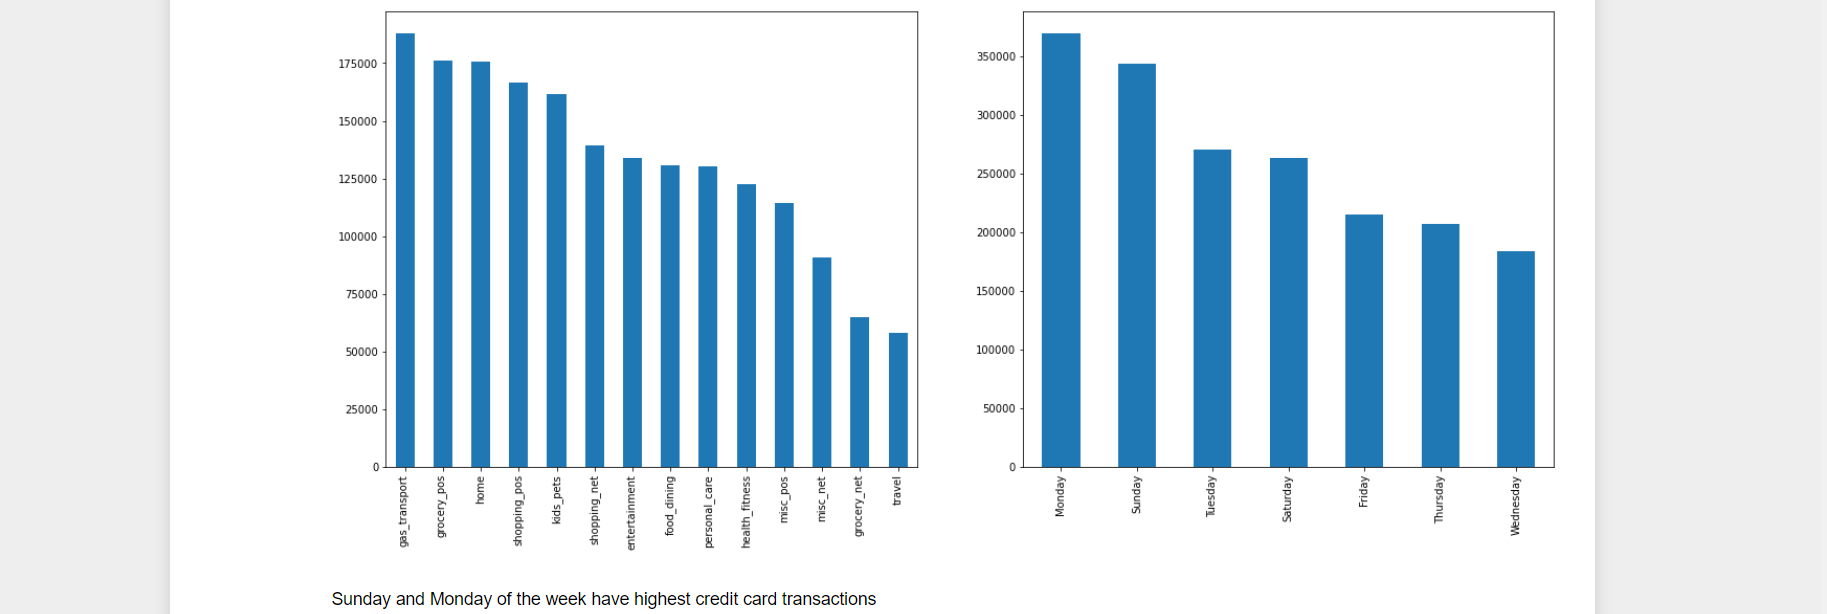 175000
150000
125000
100000
75000
50000
25000
0
gas_transport
grocery_pos
home
shopping_pos
kids_pets
shopping_net
entertainment
food_dining
personal_care
health_fitness
misc_pos
misc_net
grocery_net
travel
350000
300000
250000
200000
150000
100000
50000
0
Monday
Sunday
Tuesday
Saturday
Friday
Thursday
Wednesday
Sunday and Monday of the week have highest credit card transactions